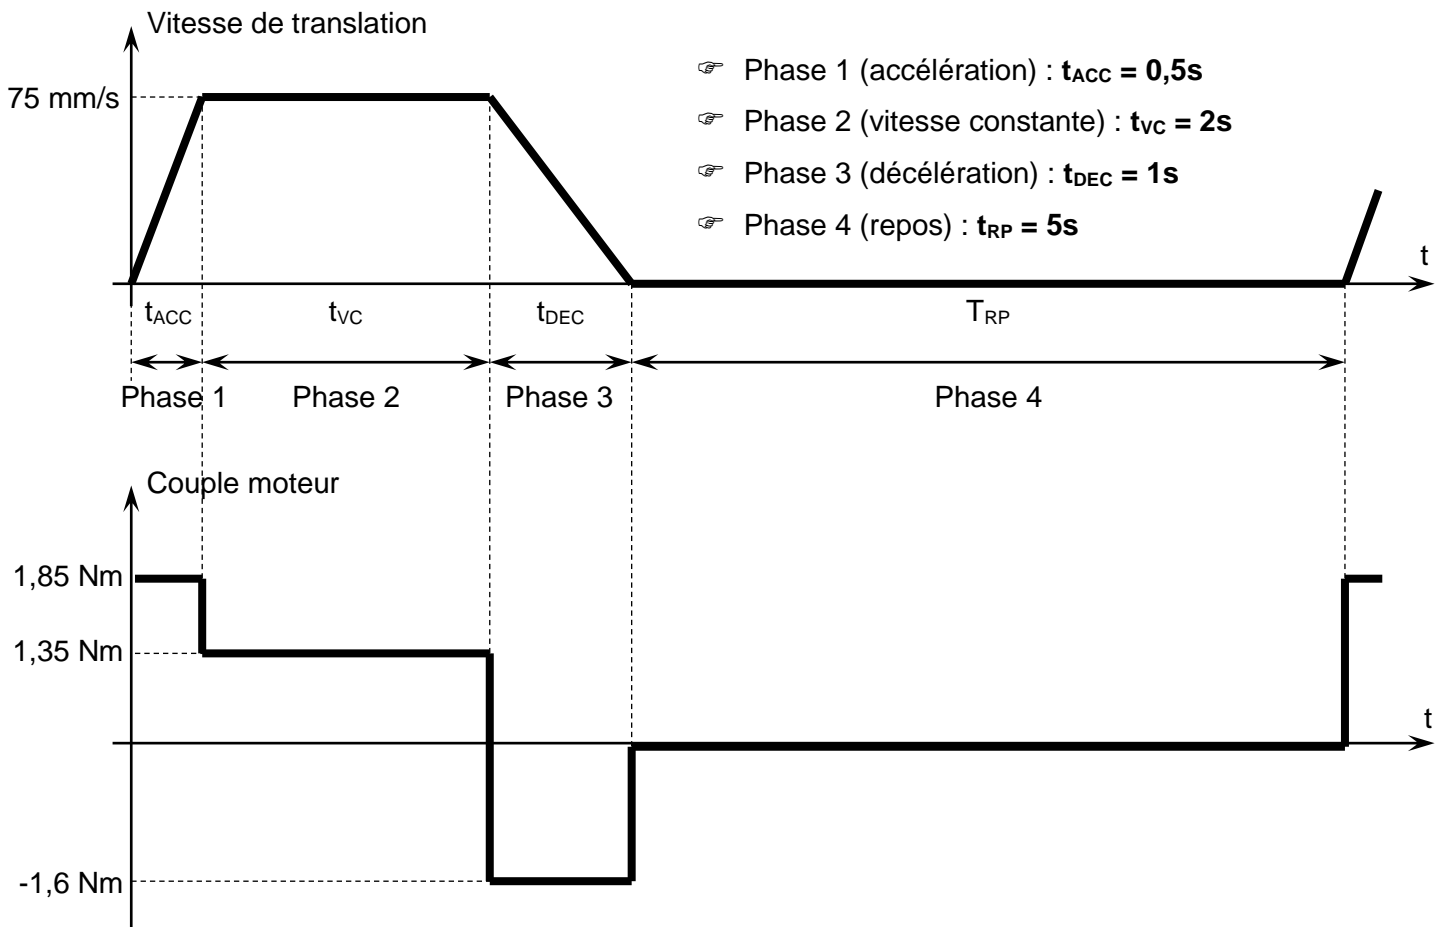 Vitesse de translation
☞ Phase 1 (accélération) : tACC = 0,5s
75 mm/s
☞ Phase 2 (vitesse constante) : tVC = 2s
☞ Phase 3 (décélération) : tDEC = 1s
☞ Phase 4 (repos) : tRP = 5s
t
tACC tVC tDEC TRP
Phase 1 Phase 2 Phase 3 Phase 4
Couple moteur
1,85 Nm
1,35 Nm
t
-1,6 Nm